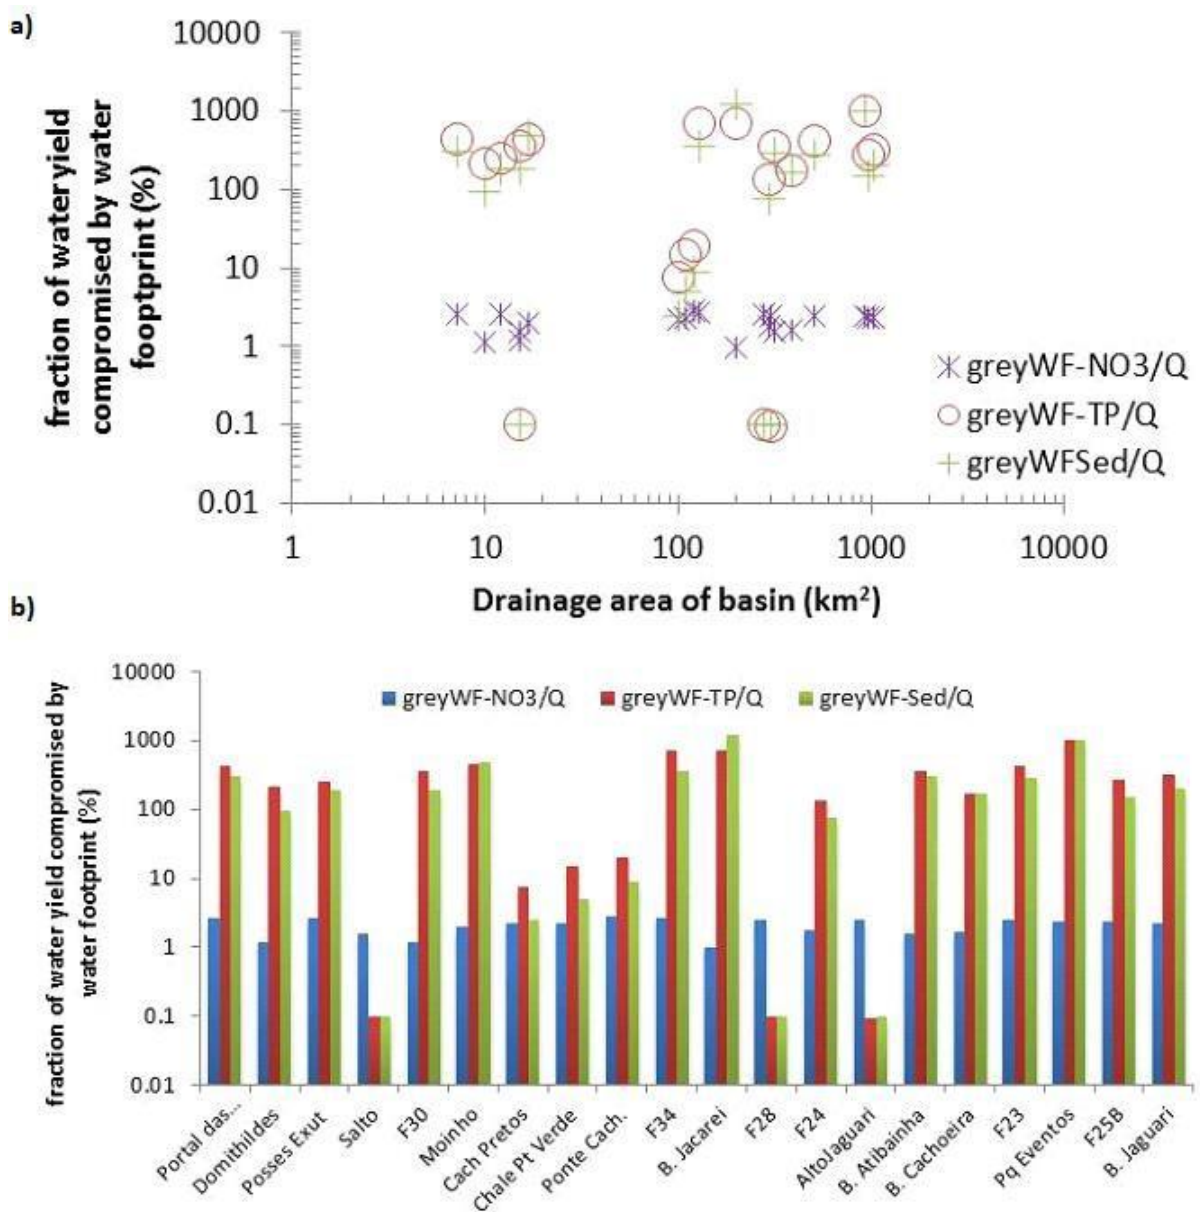 a)
fraction of water yield
compromised by water
foot​pr​int (%)
10000
1000
100
10
1
0.1
0.01
1 10 100 1000 10000
greyWF-NO3/Q
greyWF-TP/Q
greyWFSed/Q
Drainage area of basin (km²)
b)
fraction of water yield compromised by
water footprint (%)
10000
1000
100
10
1
0.1
0.01
greyWF-NO3/Q greyWF-TP/Q greyWF-Sed/Q
Portal das...
Domithildes
Posses Exut
Salto
F30
Moinho
Cach Pretos
Chale Pt Verde
Ponte Cach.
F34
B. Jacarei
F28
F24
AltoJaguari
B. Atibainha
B. Cachoeira
F23
Pq Eventos
F25B
B. Jaguari